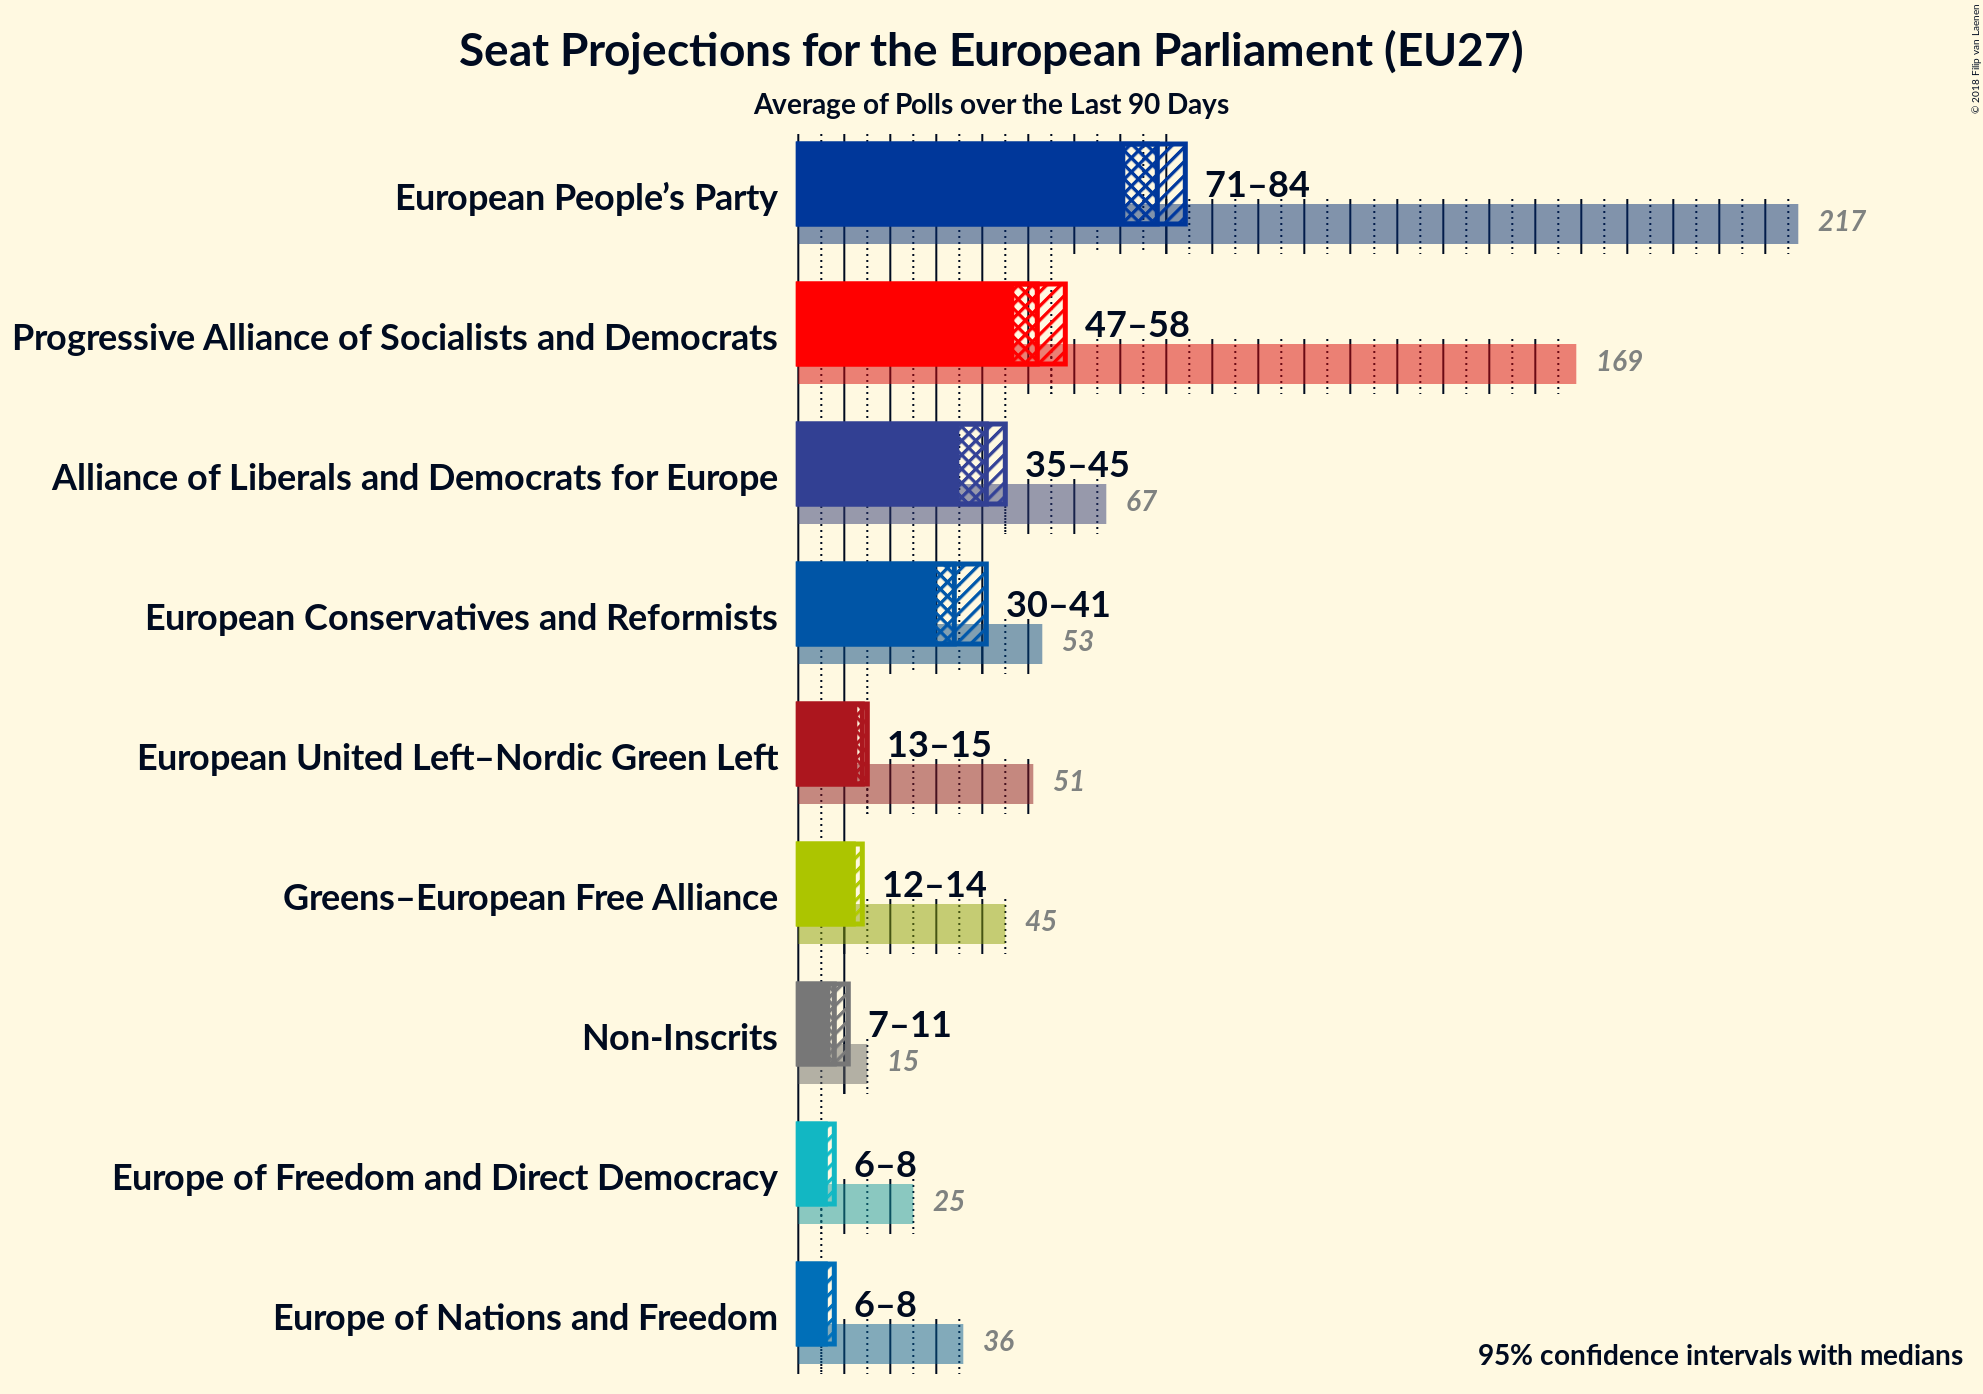 Seat Projections for the European Parliament (EU27)
Average of Polls over the Last 90 Days
© 2018 Filip van Laenen
European People’s Party
71–84
217
Progressive Alliance of Socialists and Democrats
47–58
169
Alliance of Liberals and Democrats for Europe
35–45
67
European Conservatives and Reformists
30–41
53
European United Left–Nordic Green Left
13–15
51
Greens–European Free Alliance
12–14
45
Non-Inscrits
7–11
15
Europe of Freedom and Direct Democracy
6–8
25
Europe of Nations and Freedom
6–8
36
95% confidence intervals with medians